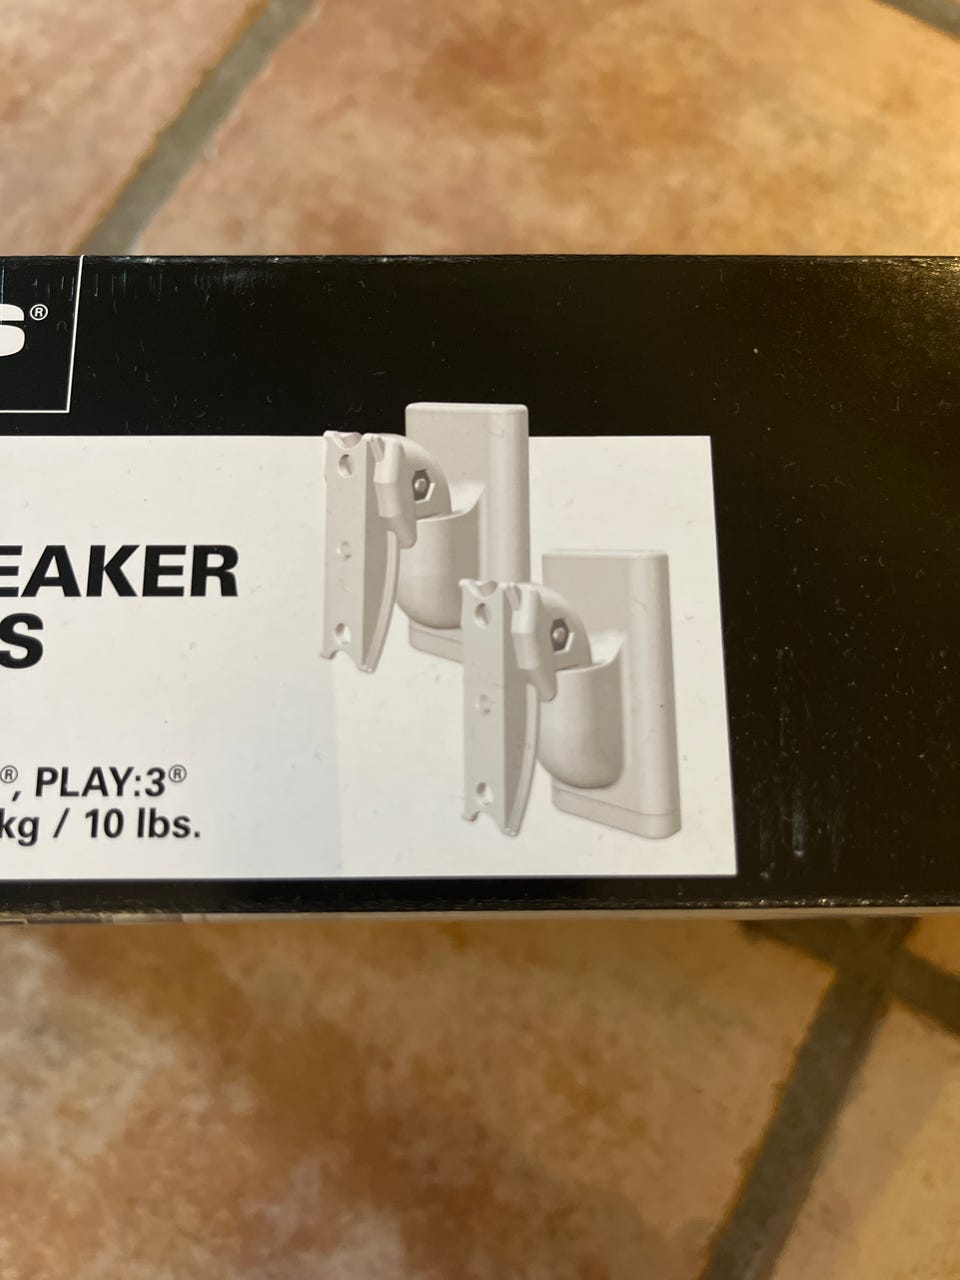 S®
EAKER
S
®, PLAY:3®
kg / 10 lbs.